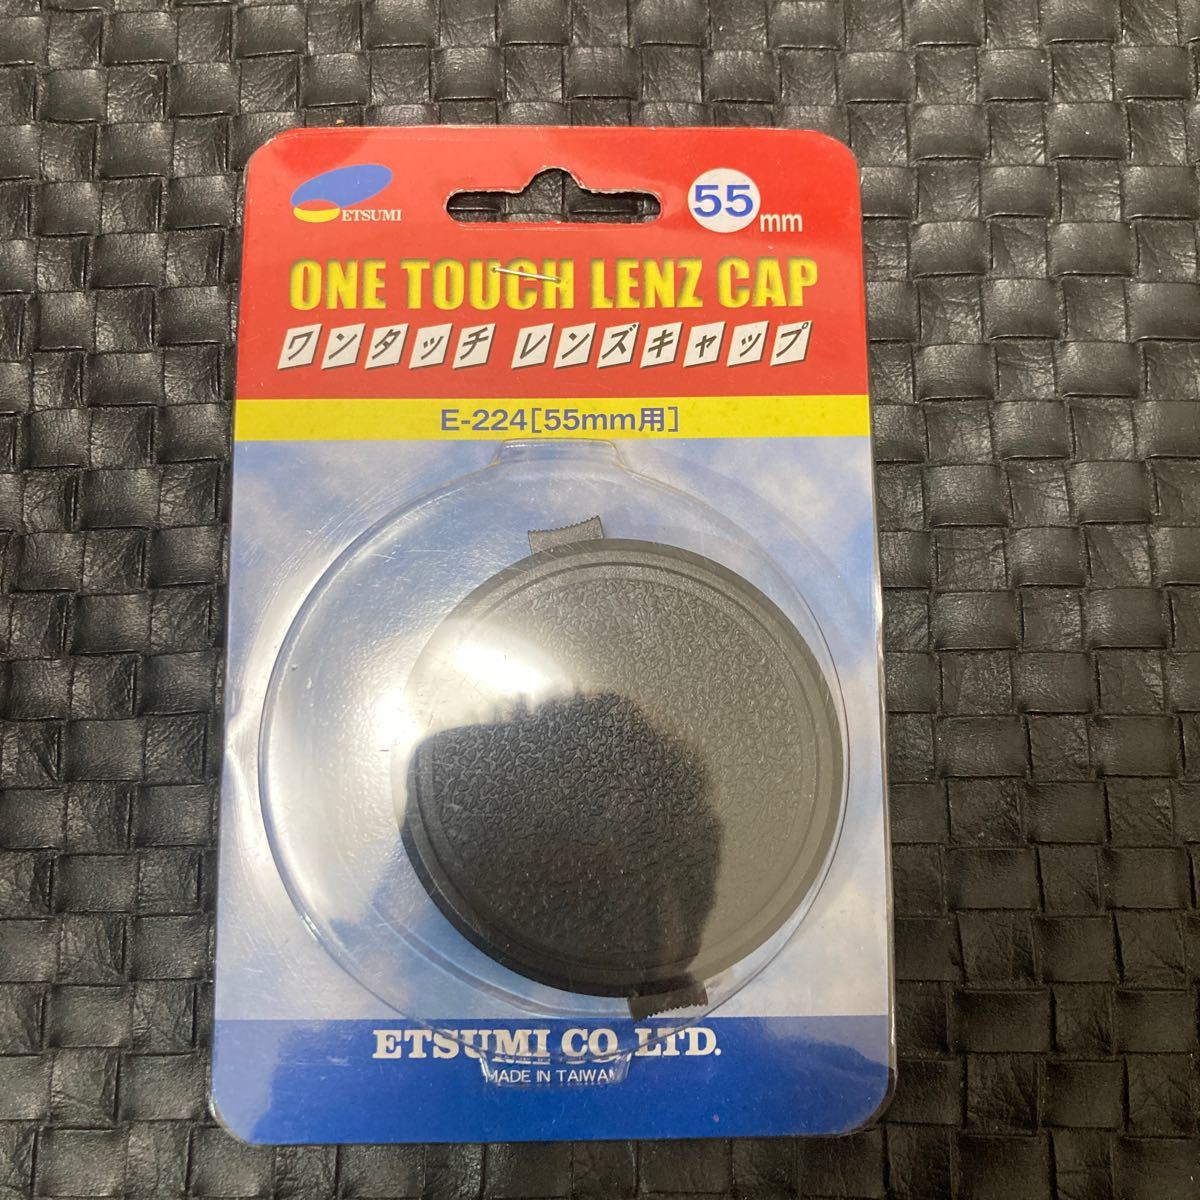 ETSUMI
55mm
ONE TOUCH LENZ CAP
ワンタッチ レンズキャップ
E-224[55mm用]
ETSUMI CO., LTD.
MADE IN TAIWAN